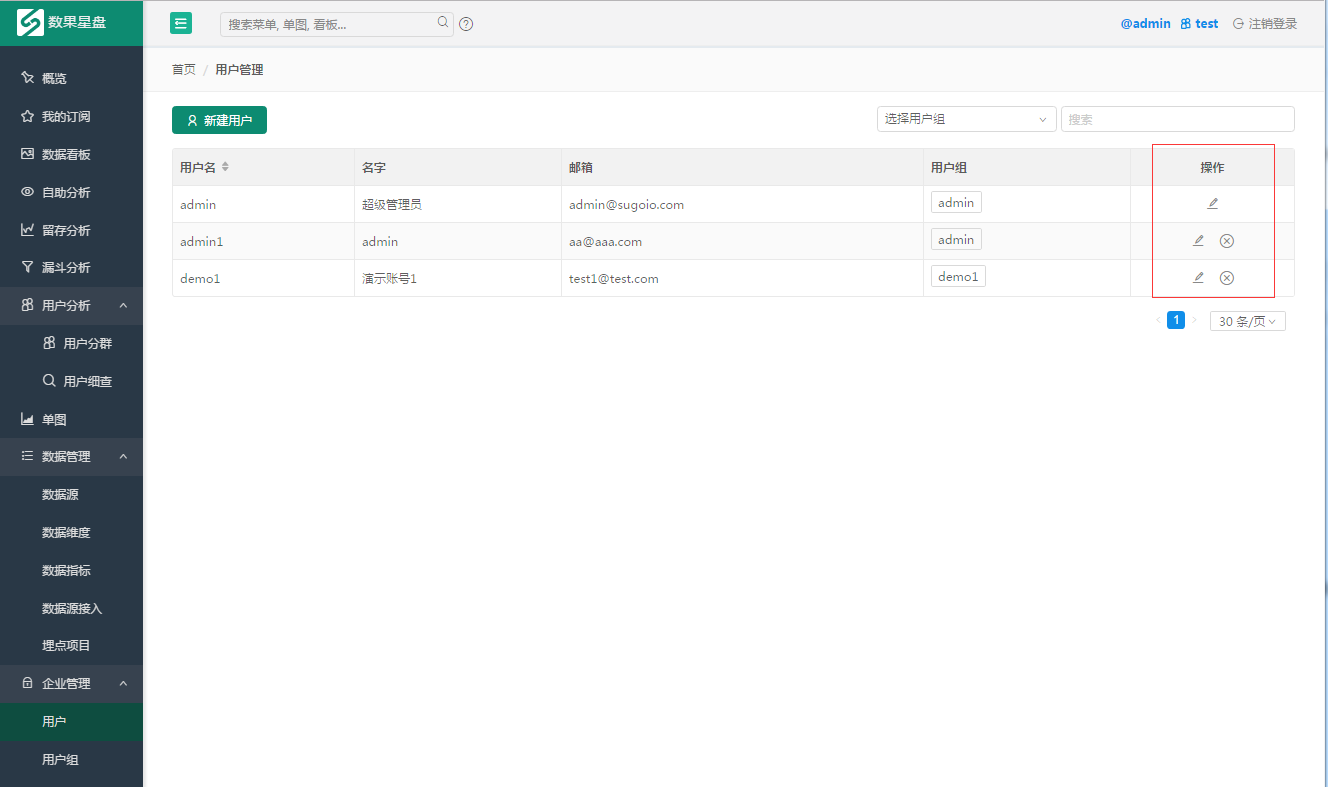 数果星盘
搜索菜单, 单图, 看板...
@admin test 注销登录
概览
我的订阅
数据看板
自助分析
留存分析
漏斗分析
用户分析
用户分群
用户细查
单图
数据管理
数据源
数据维度
数据指标
数据源接入
埋点项目
企业管理
用户
用户组
首页 / 用户管理
新建用户
选择用户组
搜索
用户名 名字 邮箱 用户组 操作
admin 超级管理员 admin@sugoio.com admin
admin1 admin aa@aaa.com admin
demo1 演示账号1 test1@test.com demo1
< 1 > 30 条/页